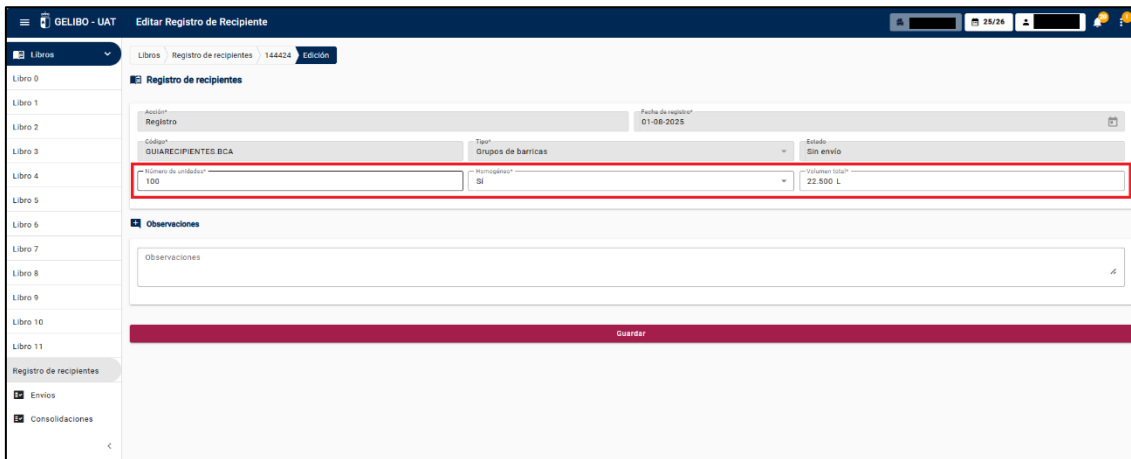 GELIBO - UAT Editar Registro de Recipiente 25/26
Libros
Libros Registro de recipientes 144424 Edición
Libro 0
Registro de recipientes
Libro 1
Acción* Fecha de registro*
Registro 01-08-2025
Libro 2
Código* Tipo* Estado
Libro 3
GUIARECIPIENTES.BCA Grupos de barricas Sin envío
Número de unidades* Homogéneo* Volumen total*
Libro 4
100 Sí 22.500 L
Libro 5
Libro 6
Observaciones
Libro 7
Observaciones
Libro 8
Libro 9
Libro 10
Guardar
Libro 11
Registro de recipientes
Envíos
Consolidaciones